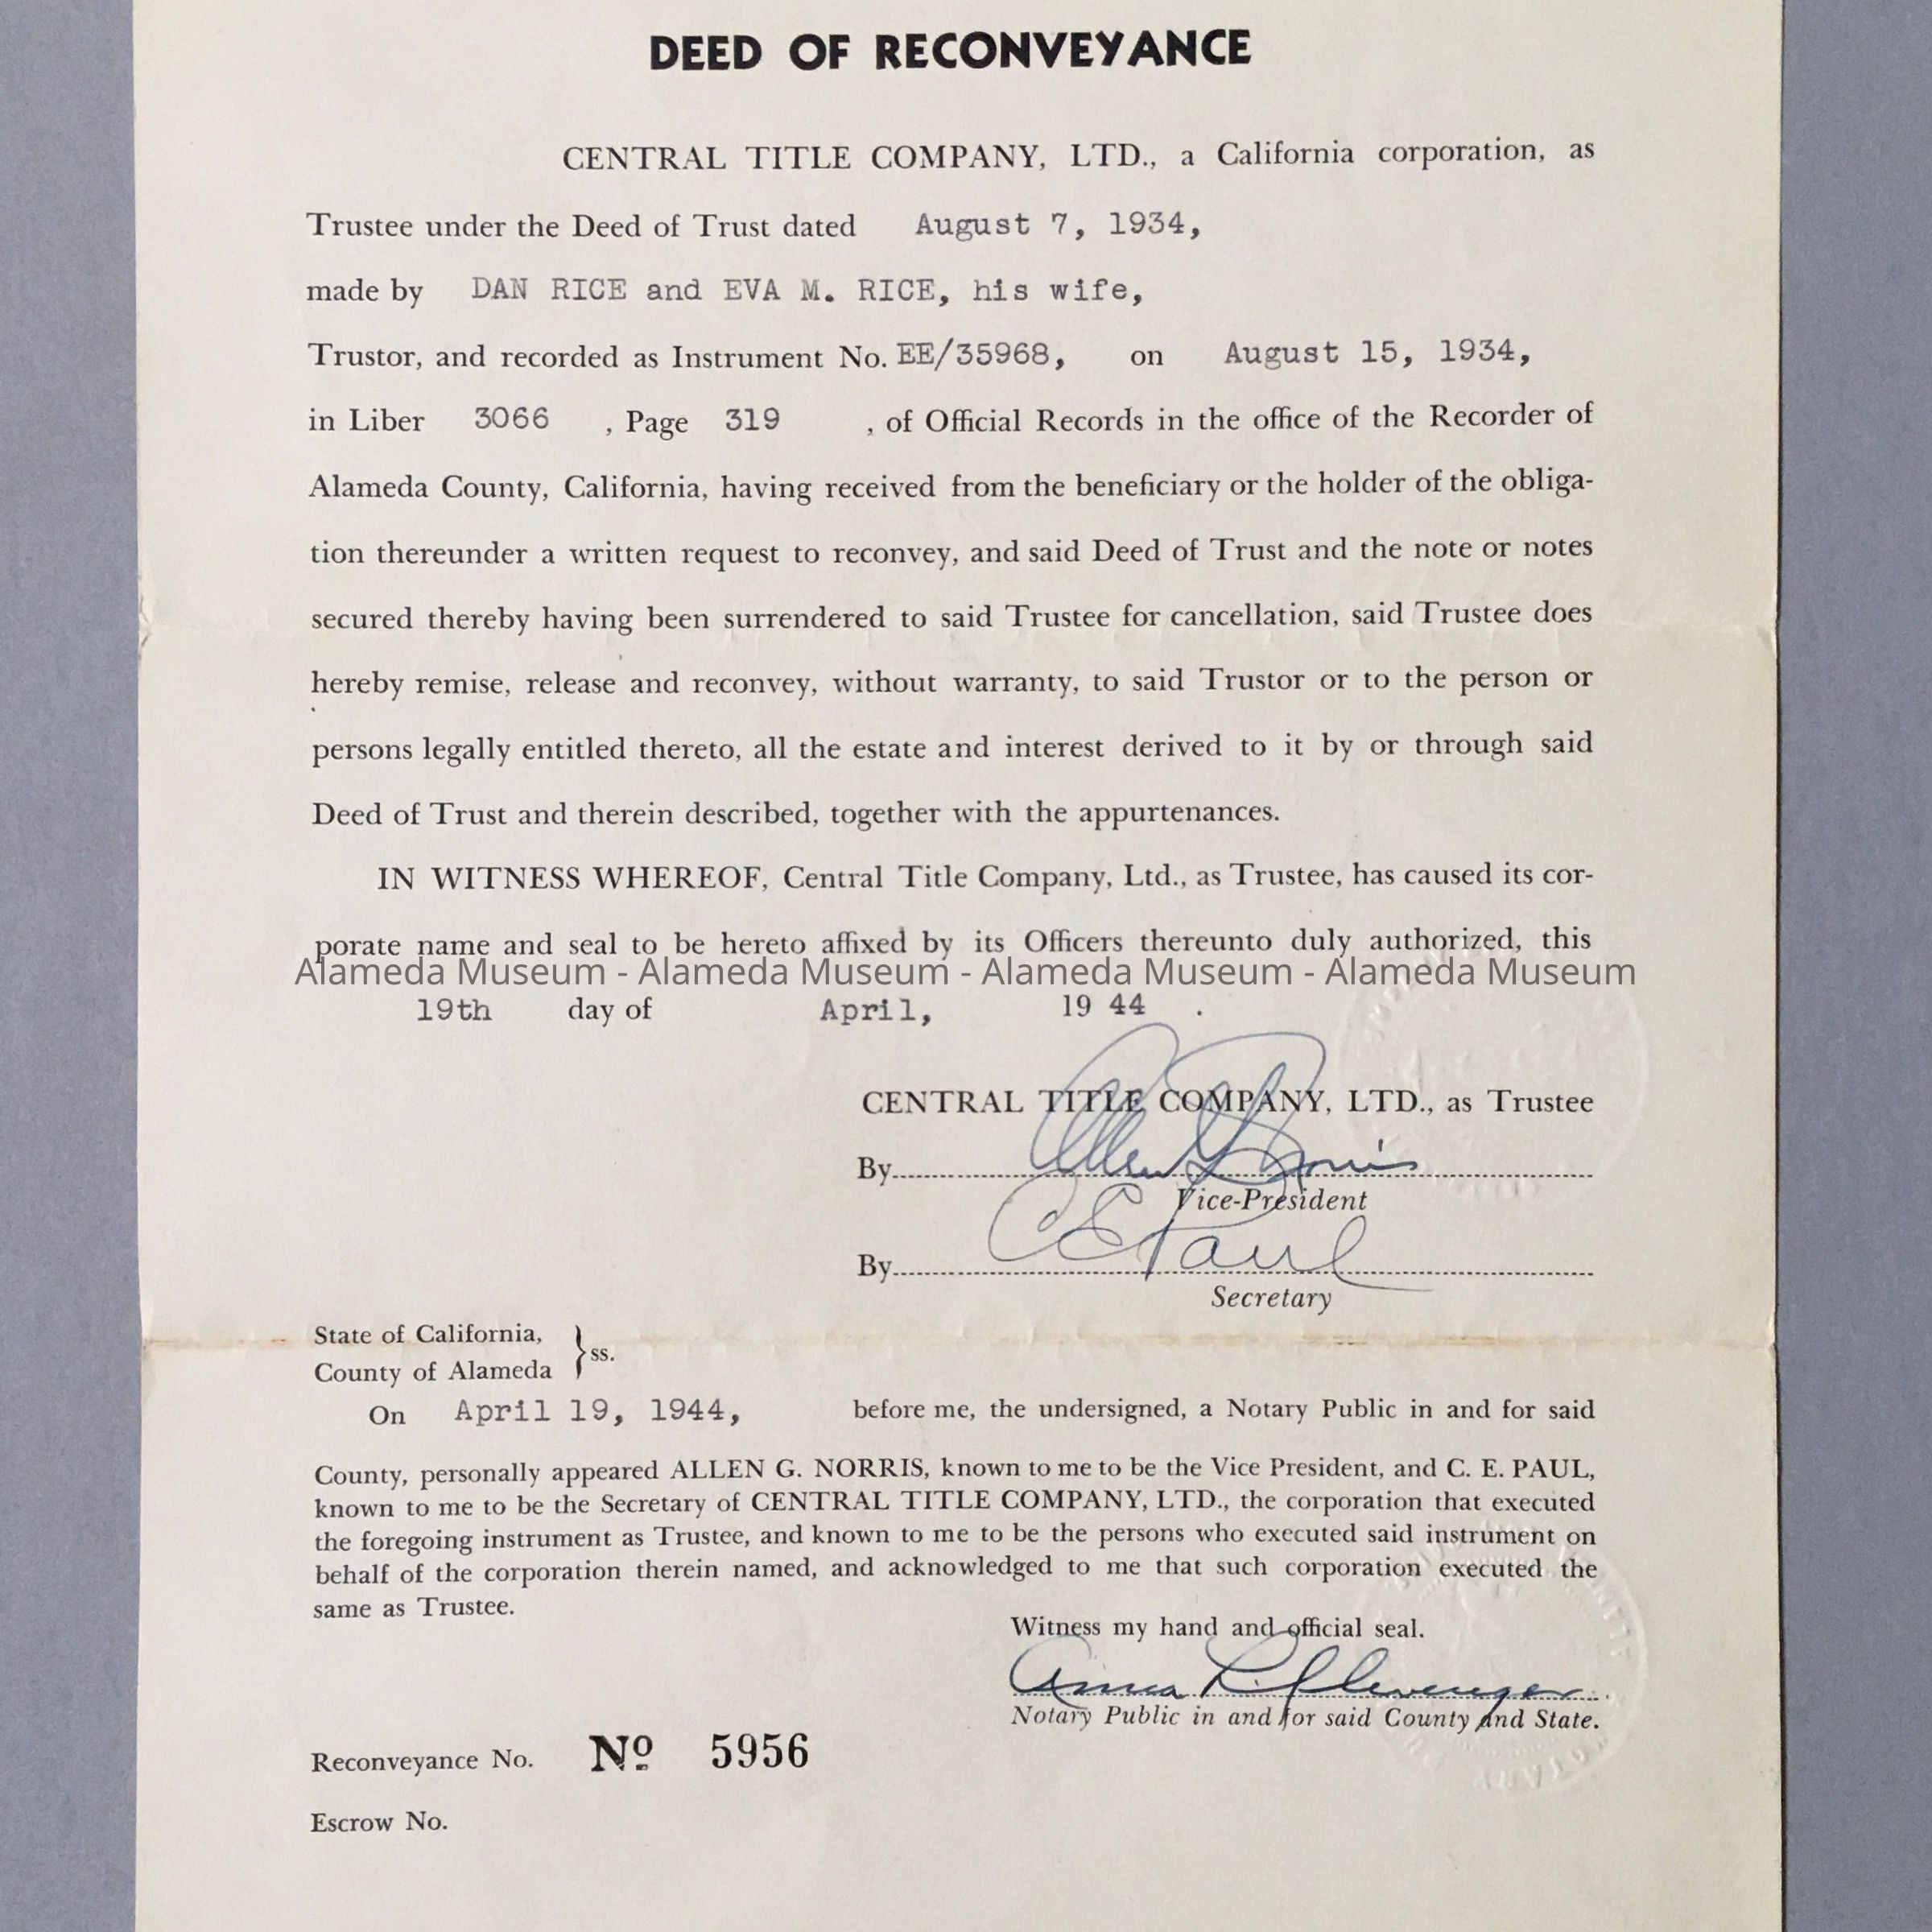 DEED OF RECONVEYANCE
CENTRAL TITLE COMPANY, LTD., a California corporation, as
Trustee under the Deed of Trust dated August 7, 1934,
made by DAN RICE and EVA M. RICE, his wife,
Trustor, and recorded as Instrument No. EE/35968, on August 15, 1934,
in Liber 3066 , Page 319 , of Official Records in the office of the Recorder of
Alameda County, California, having received from the beneficiary or the holder of the obliga-
tion thereunder a written request to reconvey, and said Deed of Trust and the note or notes
secured thereby having been surrendered to said Trustee for cancellation, said Trustee does
hereby remise, release and reconvey, without warranty, to said Trustor or to the person or
persons legally entitled thereto, all the estate and interest derived to it by or through said
Deed of Trust and therein described, together with the appurtenances.
IN WITNESS WHEREOF, Central Title Company, Ltd., as Trustee, has caused its cor-
porate name and seal to be hereto affixed by its Officers thereunto duly authorized, this
Alameda Museum - Alameda Museum - Alameda Museum - Alameda Museum
19th day of April, 19 44 .
CENTRAL TITLE COMPANY, LTD., as Trustee
By Allen G Norris
Vice-President
By C E Paul
Secretary
State of California,
County of Alameda } ss.
On April 19, 1944, before me, the undersigned, a Notary Public in and for said
County, personally appeared ALLEN G. NORRIS, known to me to be the Vice President, and C. E. PAUL,
known to me to be the Secretary of CENTRAL TITLE COMPANY, LTD., the corporation that executed
the foregoing instrument as Trustee, and known to me to be the persons who executed said instrument on
behalf of the corporation therein named, and acknowledged to me that such corporation executed the
same as Trustee.
Witness my hand and official seal.
Anna L.
Notary Public in and for said County and State.
Reconveyance No. Nº 5956
Escrow No.